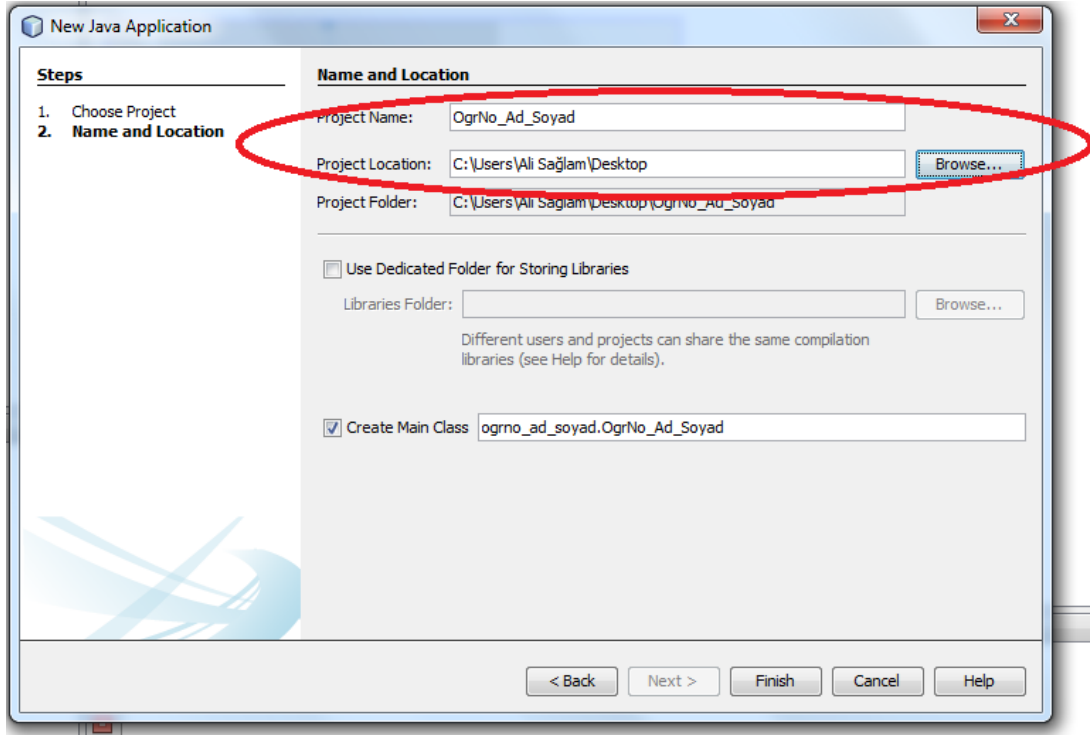 New Java Application
Steps
1. Choose Project
2. Name and Location
Name and Location
Project Name: OgrNo_Ad_Soyad
Project Location: C:\Users\Ali Sağlam\Desktop Browse...
Project Folder: C:\Users\Ali Sağlam\Desktop\OgrNo_Ad_Soyad
Use Dedicated Folder for Storing Libraries
Libraries Folder: Browse...
Different users and projects can share the same compilation
libraries (see Help for details).
Create Main Class ogrno_ad_soyad.OgrNo_Ad_Soyad
< Back Next > Finish Cancel Help